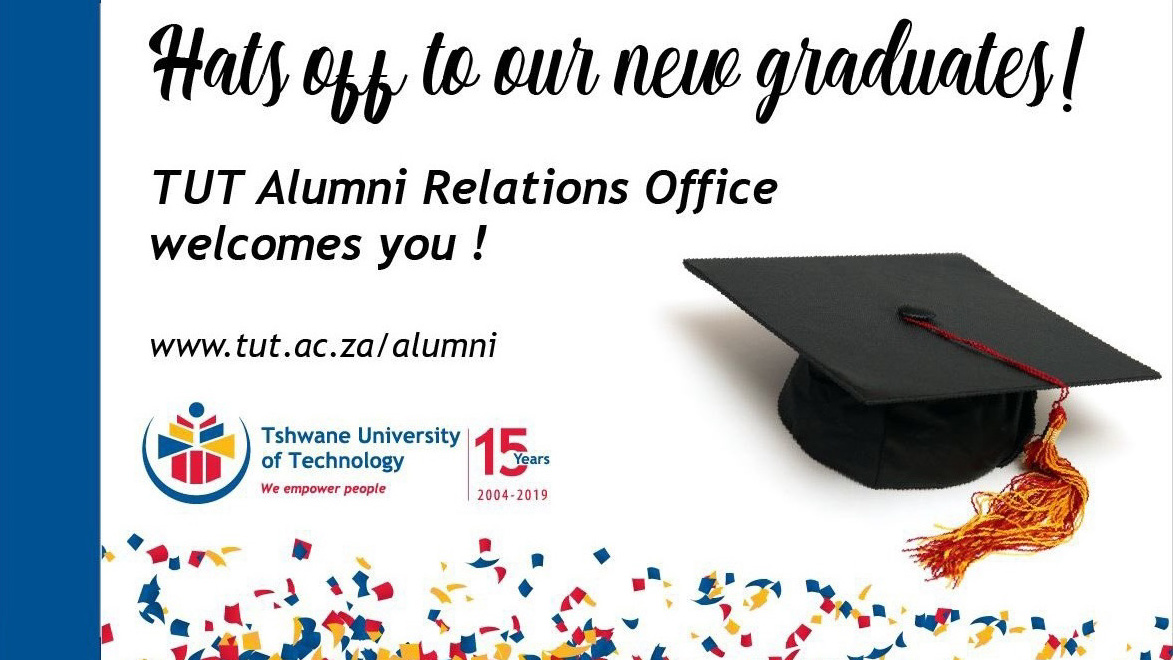 Hats off to our new graduates!
TUT Alumni Relations Office
welcomes you !
www.tut.ac.za/alumni
Tshwane University
of Technology
We empower people
15
Years
2004-2019